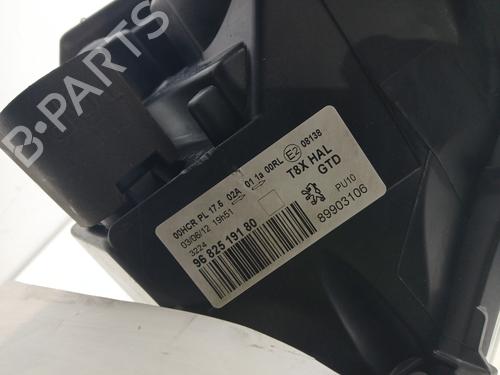 B-PARTS
00HCR PL 17.5 02A 01 1a 00RL E2 08138
03/06/12 19h51
3224
96 825 191 80
T8X HAL
GTD
PU10
89903106